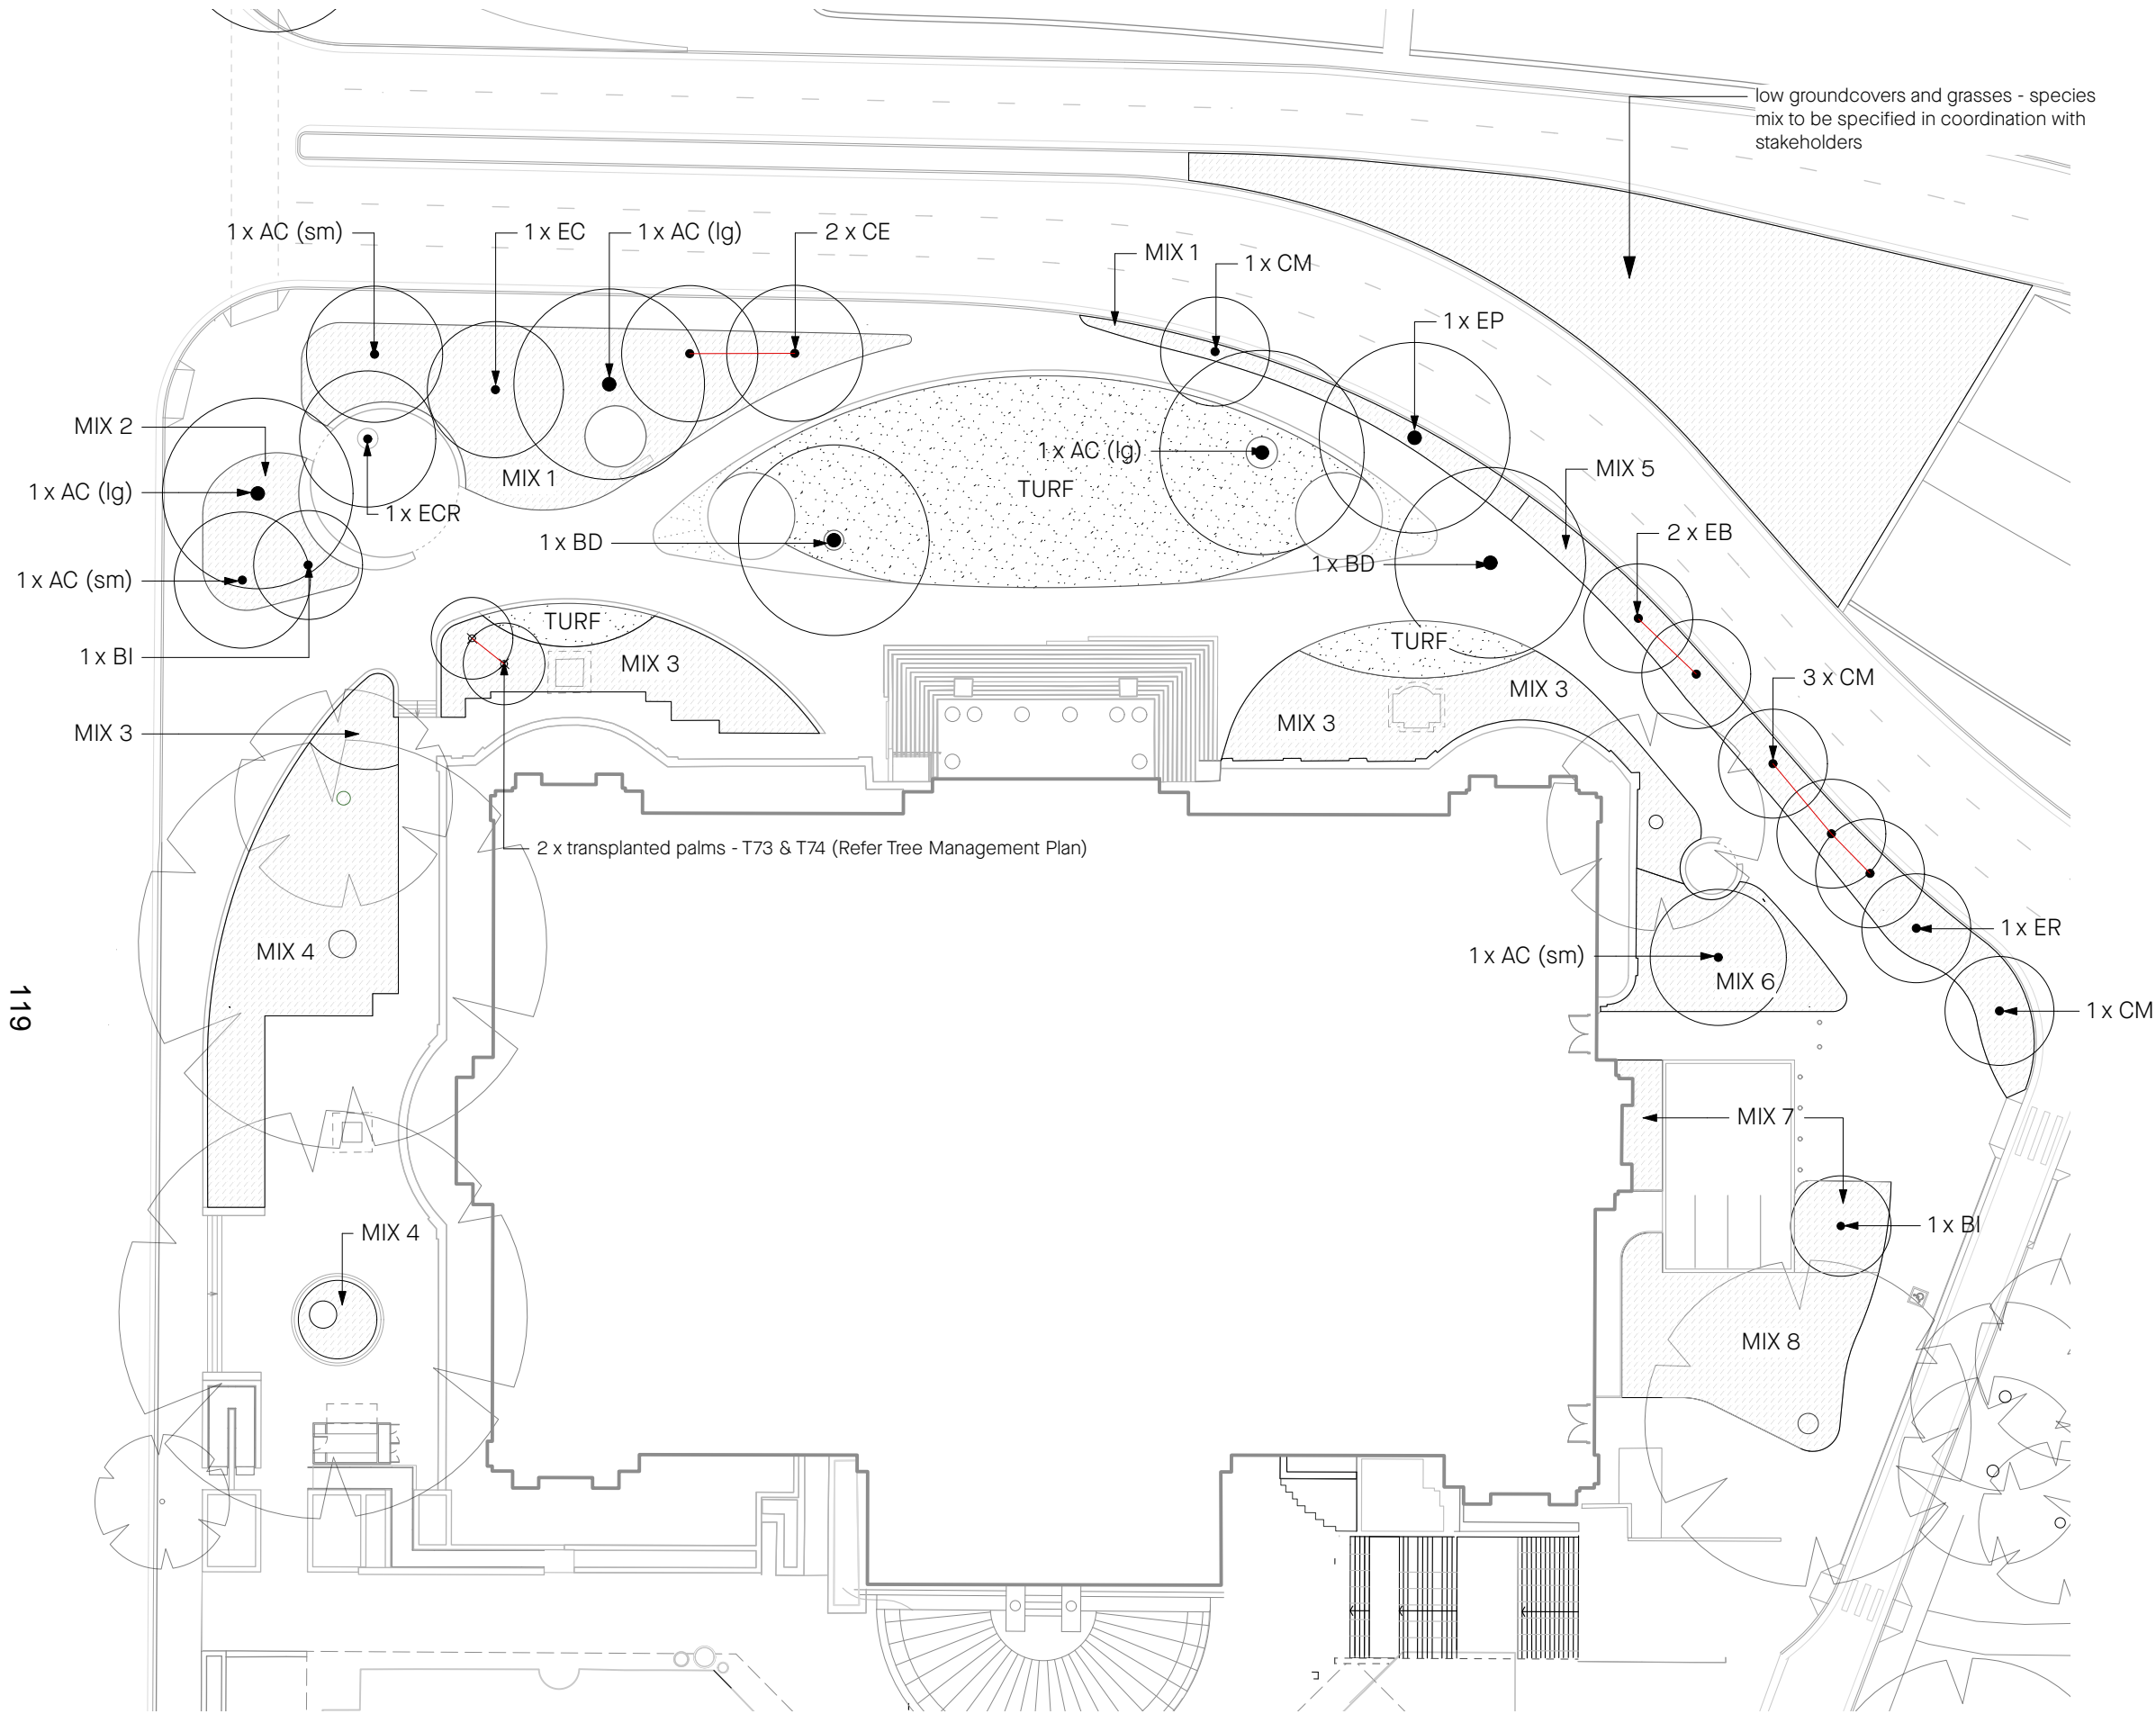 low groundcovers and grasses - species
mix to be specified in coordination with
stakeholders
1 x AC (sm)
1 x EC
1 x AC (lg)
2 x CE
MIX 1
1 x CM
1 x EP
MIX 2
1 x AC (lg)
MIX 1
1 x AC (lg)
TURF
MIX 5
1 x AC (lg)
1 x ECR
2 x EB
1 x BD
1 x BD
1 x AC (sm)
TURF
TURF
1 x BI
MIX 3
3 x CM
MIX 3
MIX 3
MIX 3
2 x transplanted palms - T73 & T74 (Refer Tree Management Plan)
1 x ER
MIX 4
1 x AC (sm)
MIX 6
119
1 x CM
MIX 7
MIX 4
1 x BI
MIX 8